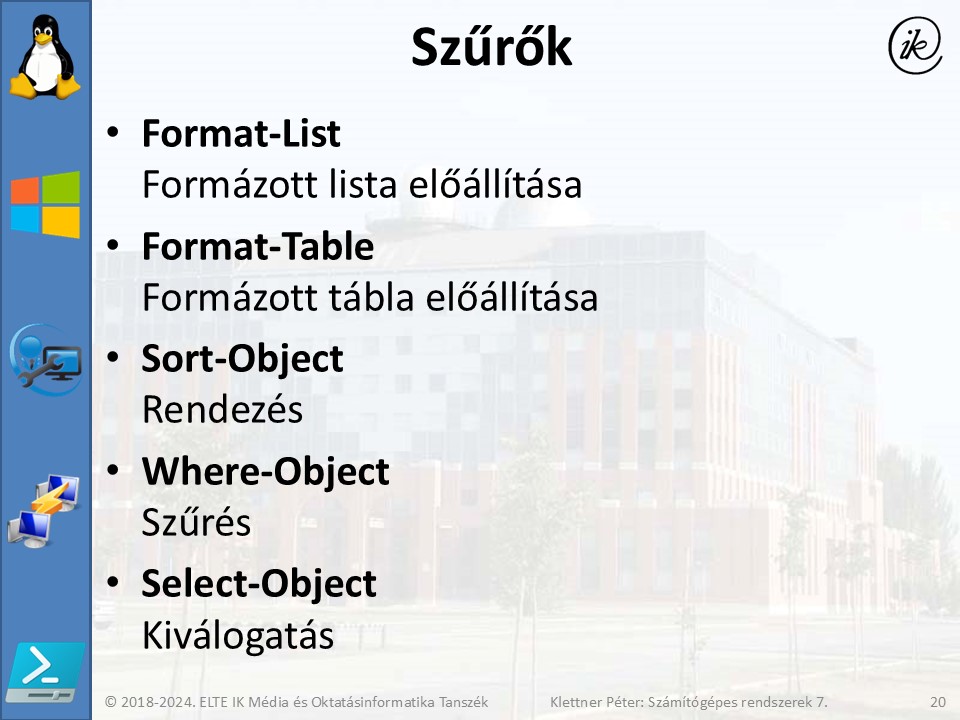 Szűrők
ik
• Format-List
Formázott lista előállítása
• Format-Table
Formázott tábla előállítása
• Sort-Object
Rendezés
• Where-Object
Szűrés
• Select-Object
Kiválogatás
© 2018-2024. ELTE IK Média és Oktatásinformatika Tanszék Klettner Péter: Számítógépes rendszerek 7. 20